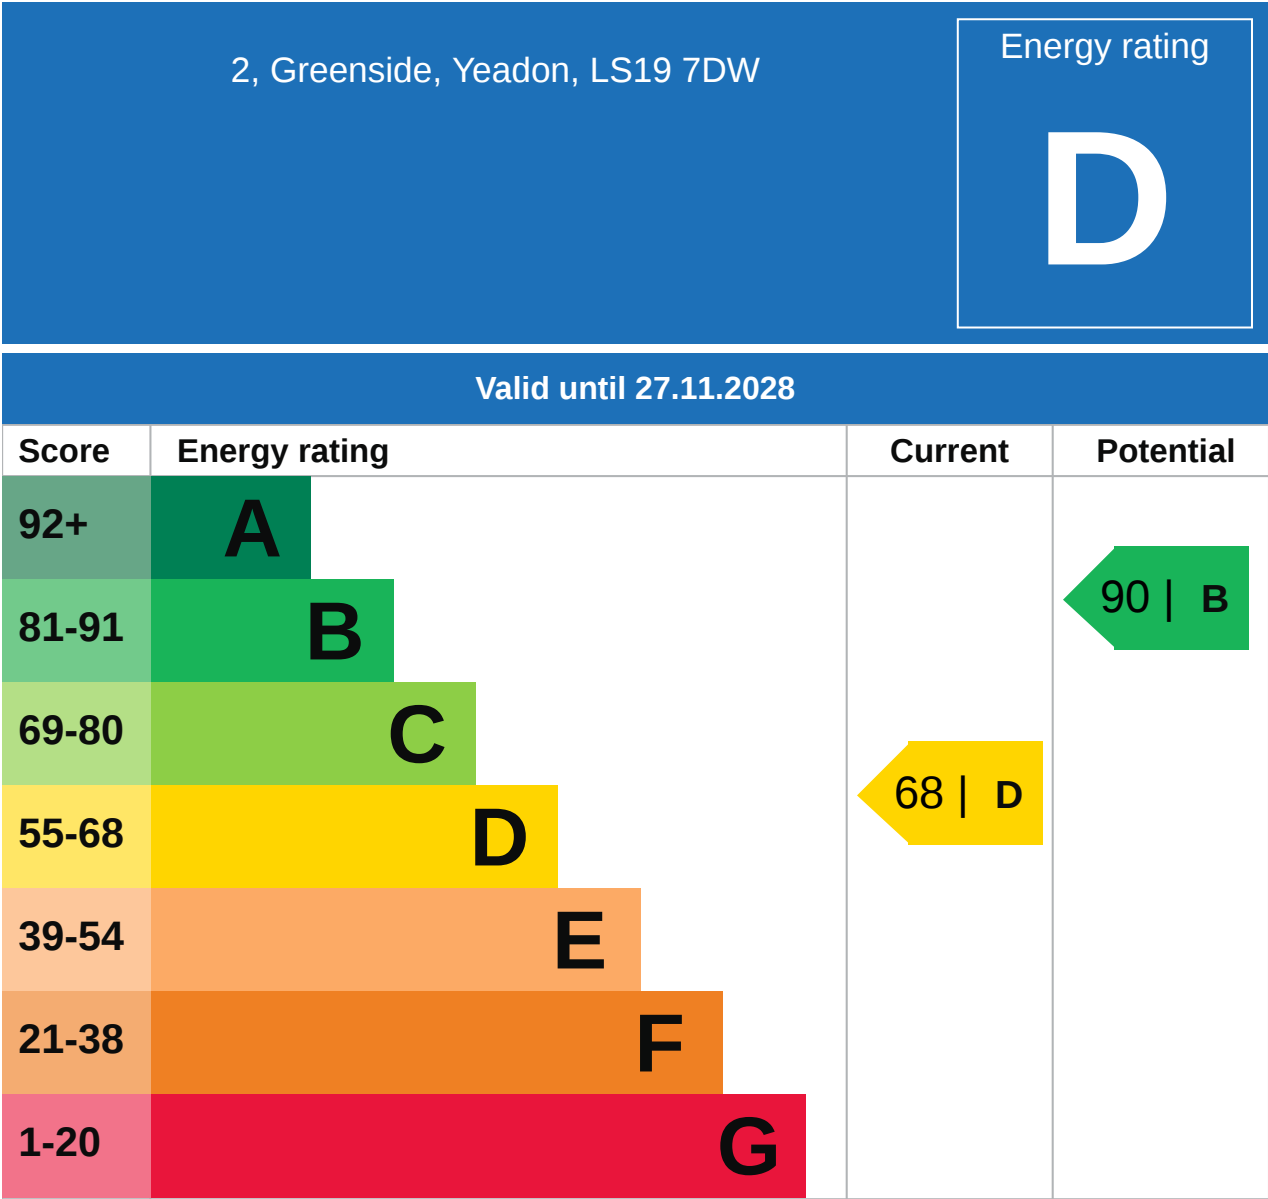 2, Greenside, Yeadon, LS19 7DW
Energy rating
D
Valid until 27.11.2028
Score Energy rating Current Potential
92+ A
81-91 B 90 | B
69-80 C
55-68 D 68 | D
39-54 E
21-38 F
1-20 G